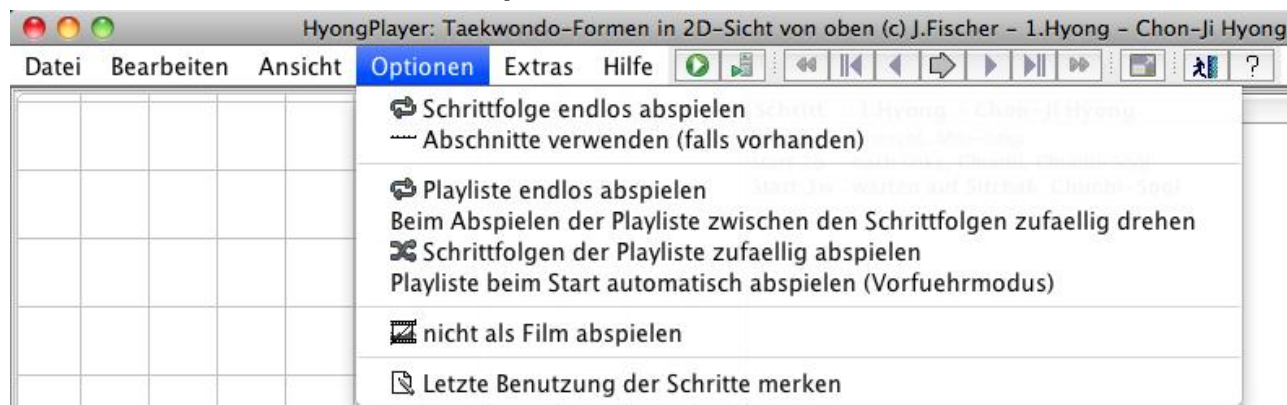 HyongPlayer: Taekwondo-Formen in 2D-Sicht von oben (c) J.Fischer - 1.Hyong - Chon-Ji Hyong
Datei Bearbeiten Ansicht Optionen Extras Hilfe ?
Schrittfolge endlos abspielen
Abschnitte verwenden (falls vorhanden)
Playliste endlos abspielen
Beim Abspielen der Playliste zwischen den Schrittfolgen zufaellig drehen
Schrittfolgen der Playliste zufaellig abspielen
Playliste beim Start automatisch abspielen (Vorfuehrmodus)
nicht als Film abspielen
Letzte Benutzung der Schritte merken